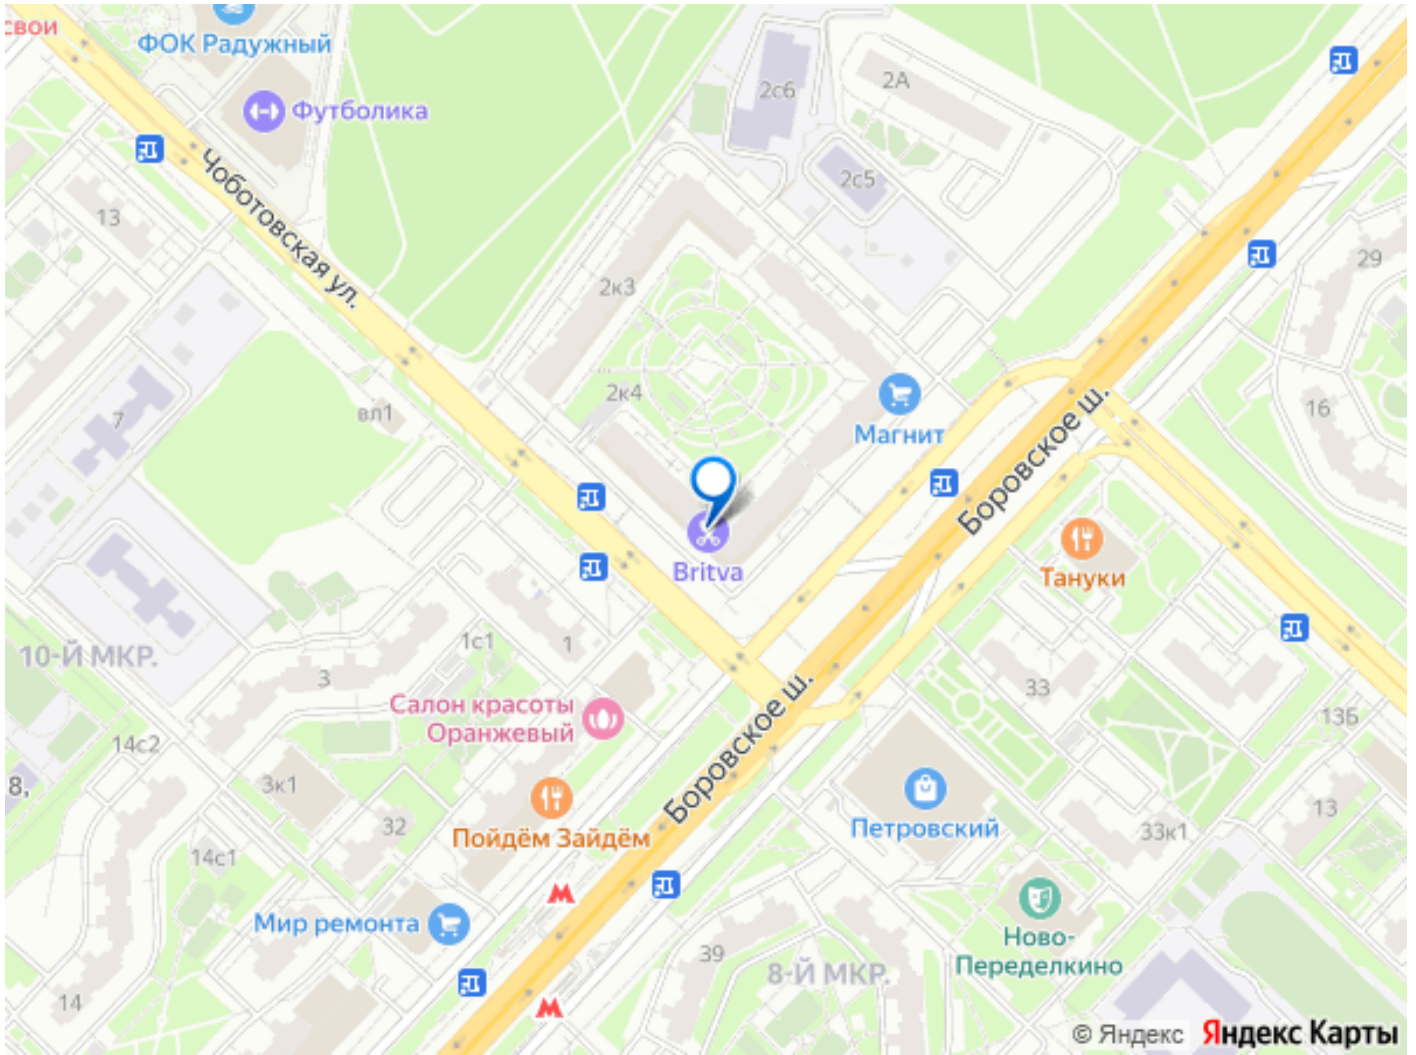 свои
ФОК Радужный
2с6
2А
Футболика
Чоботовская ул.
2с5
13
2к3
29
2к4
7
вл1
Магнит
16
Боровское ш.
Britva
Тануки
10-Й МКР.
1с1
1
3
33
Салон красоты
Оранжевый
13Б
14с2
Боровское ш.
8,
3к1
32
Пойдём Зайдём
Петровский
33к1
13
14с1
Мир ремонта
39
8-Й МКР.
Ново-
Переделкино
14
© Яндекс Яндекс Карты